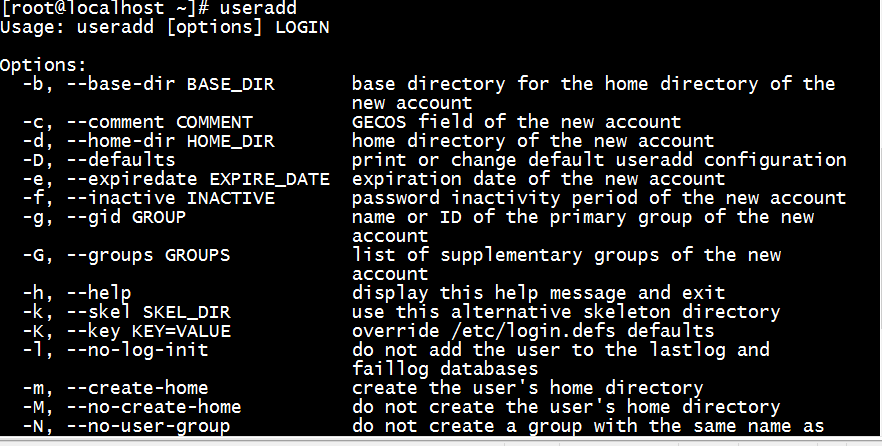 [root@localhost ~]# useradd
Usage: useradd [options] LOGIN

Options:
  -b, --base-dir BASE_DIR       base directory for the home directory of the
                                new account
  -c, --comment COMMENT         GECOS field of the new account
  -d, --home-dir HOME_DIR       home directory of the new account
  -D, --defaults                print or change default useradd configuration
  -e, --expiredate EXPIRE_DATE  expiration date of the new account
  -f, --inactive INACTIVE       password inactivity period of the new account
  -g, --gid GROUP               name or ID of the primary group of the new
                                account
  -G, --groups GROUPS           list of supplementary groups of the new
                                account
  -h, --help                    display this help message and exit
  -k, --skel SKEL_DIR           use this alternative skeleton directory
  -K, --key KEY=VALUE           override /etc/login.defs defaults
  -l, --no-log-init             do not add the user to the lastlog and
                                faillog databases
  -m, --create-home             create the user's home directory
  -M, --no-create-home          do not create the user's home directory
  -N, --no-user-group           do not create a group with the same name as